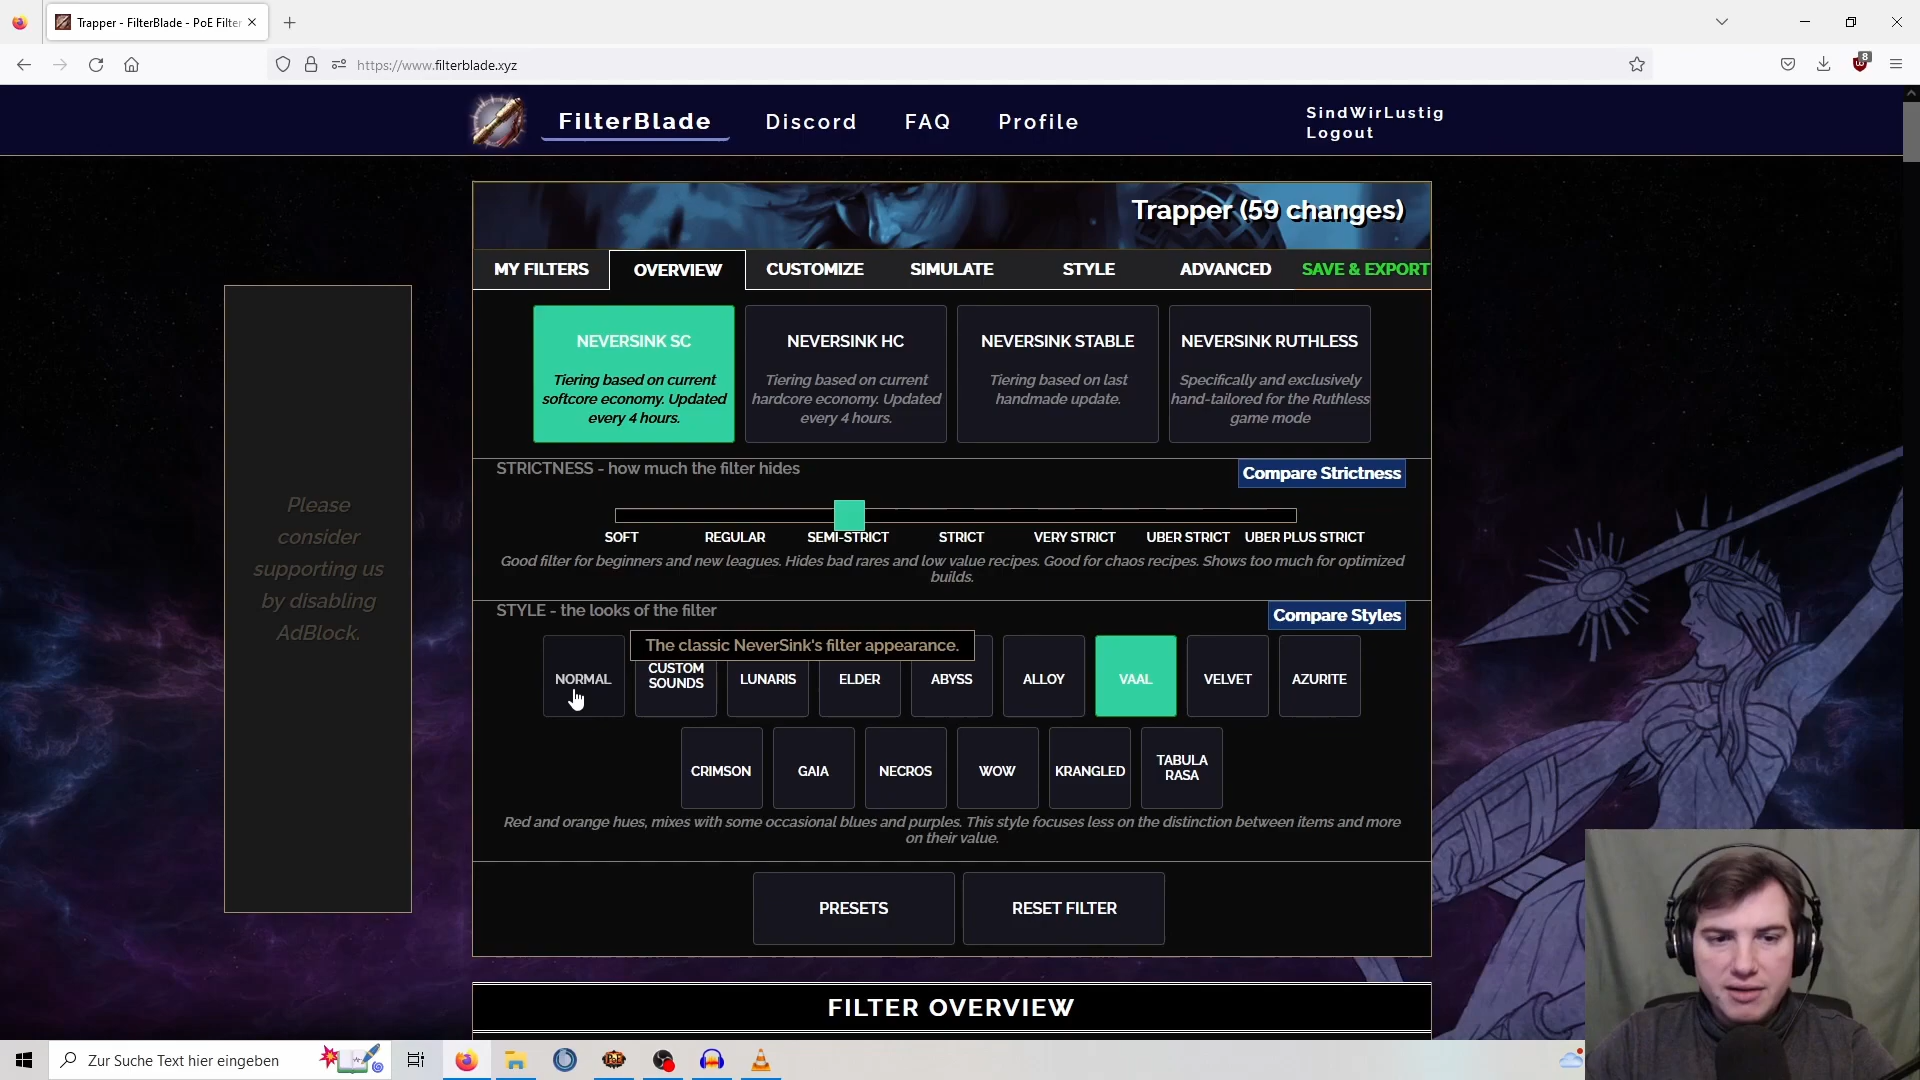 Trapper - FilterBlade - PoE Filter
https://www.filterblade.xyz
8
FilterBlade
Discord
FAQ
Profile
SindWirLustig
Logout
Trapper (59 changes)
MY FILTERS
OVERVIEW
CUSTOMIZE
SIMULATE
STYLE
ADVANCED
SAVE & EXPORT
NEVERSINK SC
Tiering based on current
softcore economy. Updated
every 4 hours.
NEVERSINK HC
Tiering based on current
hardcore economy. Updated
every 4 hours.
NEVERSINK STABLE
Tiering based on last
handmade update.
NEVERSINK RUTHLESS
Specifically and exclusively
hand-tailored for the Ruthless
game mode
STRICTNESS - how much the filter hides
Compare Strictness
SOFT
REGULAR
SEMI-STRICT
STRICT
VERY STRICT
UBER STRICT
UBER PLUS STRICT
Good filter for beginners and new leagues. Hides bad rares and low value recipes. Good for chaos recipes. Shows too much for optimized
builds.
STYLE - the looks of the filter
Compare Styles
The classic NeverSink's filter appearance.
NORMAL
CUSTOM
SOUNDS
LUNARIS
ELDER
ABYSS
ALLOY
VAAL
VELVET
AZURITE
CRIMSON
GAIA
NECROS
WOW
KRANGLED
TABULA
RASA
Red and orange hues, mixes with some occasional blues and purples. This style focuses less on the distinction between items and more
on their value.
PRESETS
RESET FILTER
FILTER OVERVIEW
Please
consider
supporting us
by disabling
AdBlock.
Zur Suche Text hier eingeben